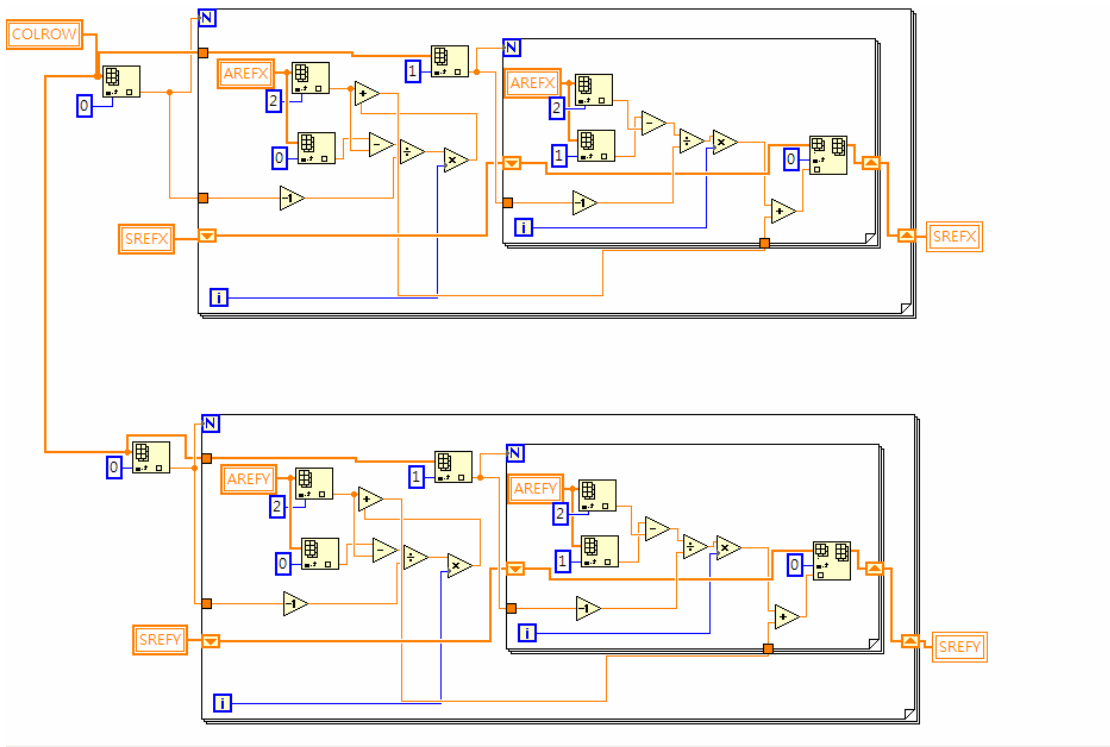 COLROW
N
N
1
AREFX
AREFX
0
2
2
+
-
÷
×
0
-
÷
×
1
0
-1
-1
+
i
SREFX
SREFX
i
N
N
0
1
AREFY
AREFY
2
2
+
-
÷
×
0
-
÷
×
1
0
-1
-1
+
i
SREFY
SREFY
i